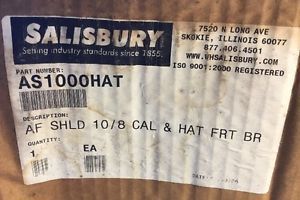 SALISBURY
Setting industry standards since 1855.
7520 N LONG AVE
SKOKIE, ILLINOIS 60077
877.406.4501
WWW.WHSALISBURY.COM
ISO 9001:2000 REGISTERED
PART NUMBER:
AS1000HAT
DESCRIPTION:
AF SHLD 10/8 CAL & HAT FRT BR
QUANTITY:
1 EA